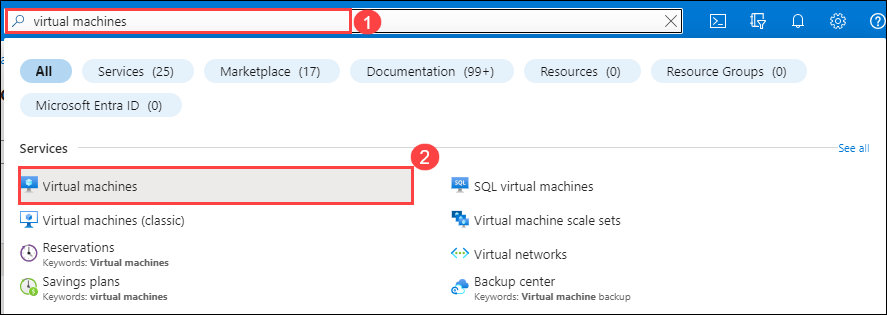 virtual machines
1
All
Services (25)
Marketplace (17)
Documentation (99+)
Resources (0)
Resource Groups (0)
Microsoft Entra ID (0)
2
Services
See all
Virtual machines
SQL
SQL virtual machines
Virtual machines (classic)
Virtual machine scale sets
Reservations
Keywords: Virtual machines
Virtual networks
Savings plans
Keywords: virtual machines
Backup center
Keywords: Virtual machine backup